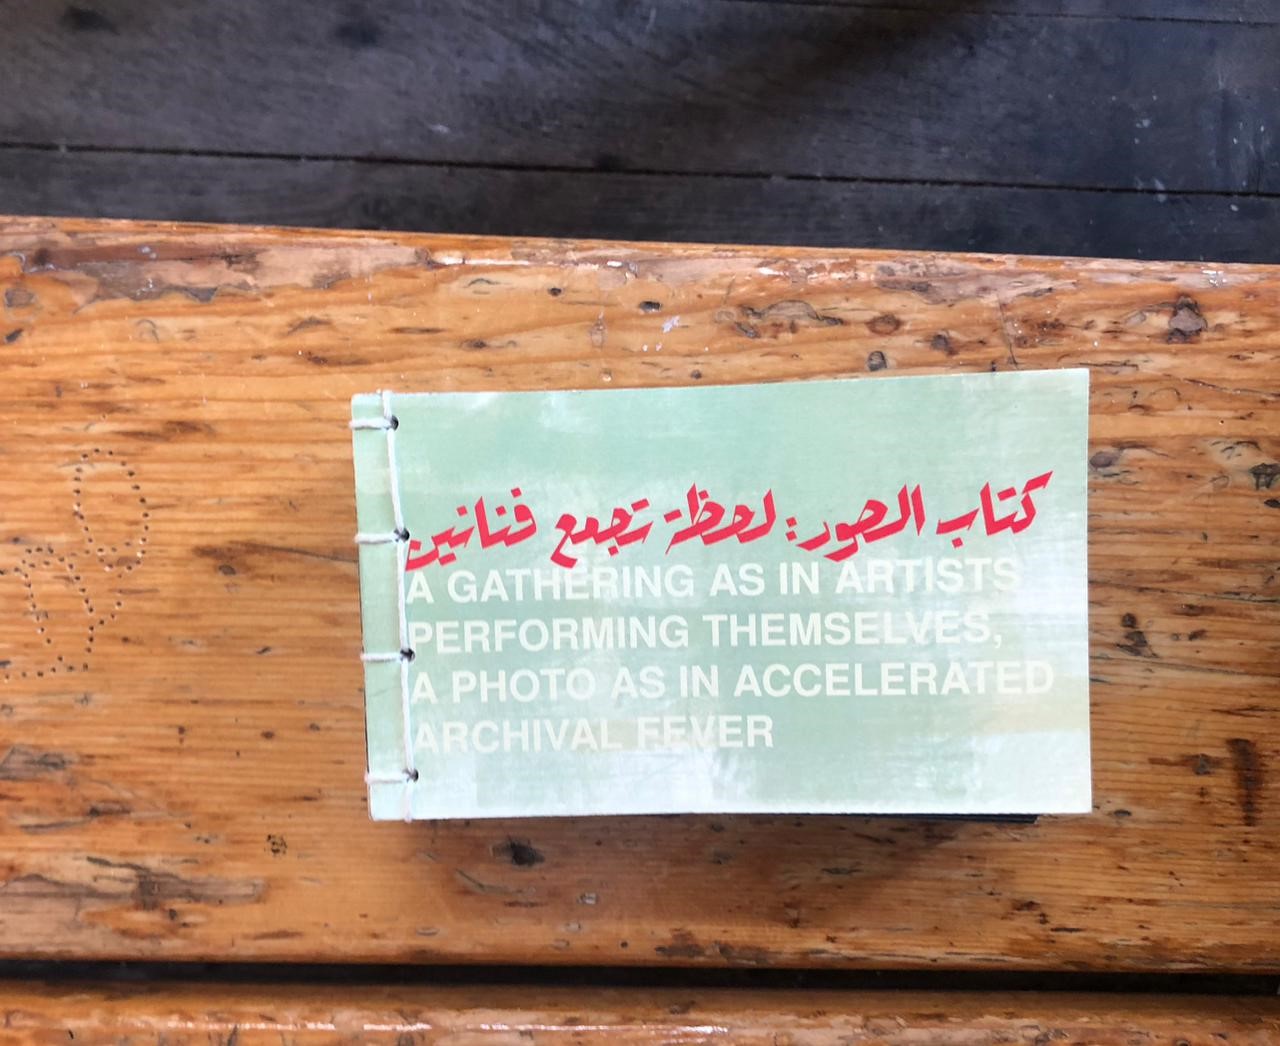 كتاب الصور: لحظة تجمع فنانين
A GATHERING AS IN ARTISTS
PERFORMING THEMSELVES,
A PHOTO AS IN ACCELERATED
ARCHIVAL FEVER